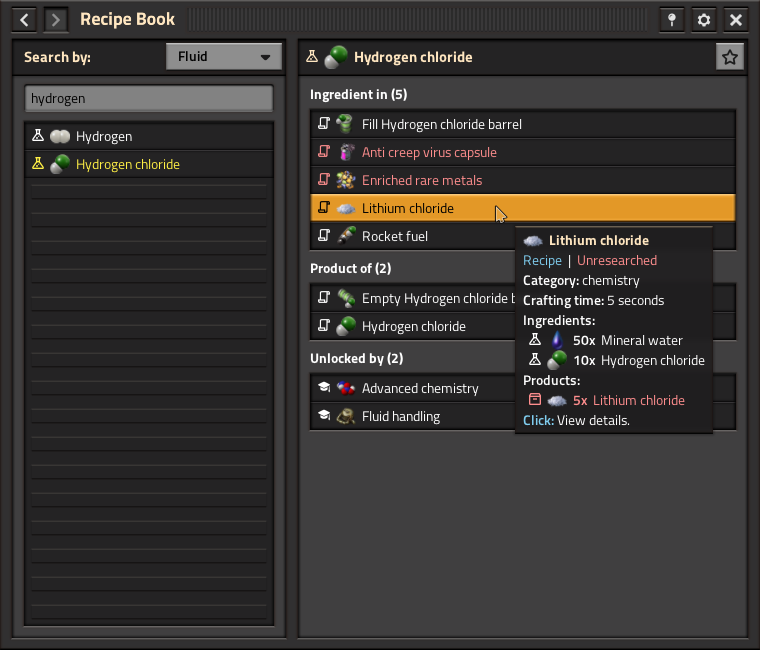 Recipe Book
Search by:
Fluid
hydrogen
Hydrogen
Hydrogen chloride
Hydrogen chloride
Ingredient in (5)
Fill Hydrogen chloride barrel
Anti creep virus capsule
Enriched rare metals
Lithium chloride
Rocket fuel
Product of (2)
Empty Hydrogen chloride b
Hydrogen chloride
Unlocked by (2)
Advanced chemistry
Fluid handling
Lithium chloride
Recipe | Unresearched
Category: chemistry
Crafting time: 5 seconds
Ingredients:
50x Mineral water
10x Hydrogen chloride
Products:
5x Lithium chloride
Click: View details.